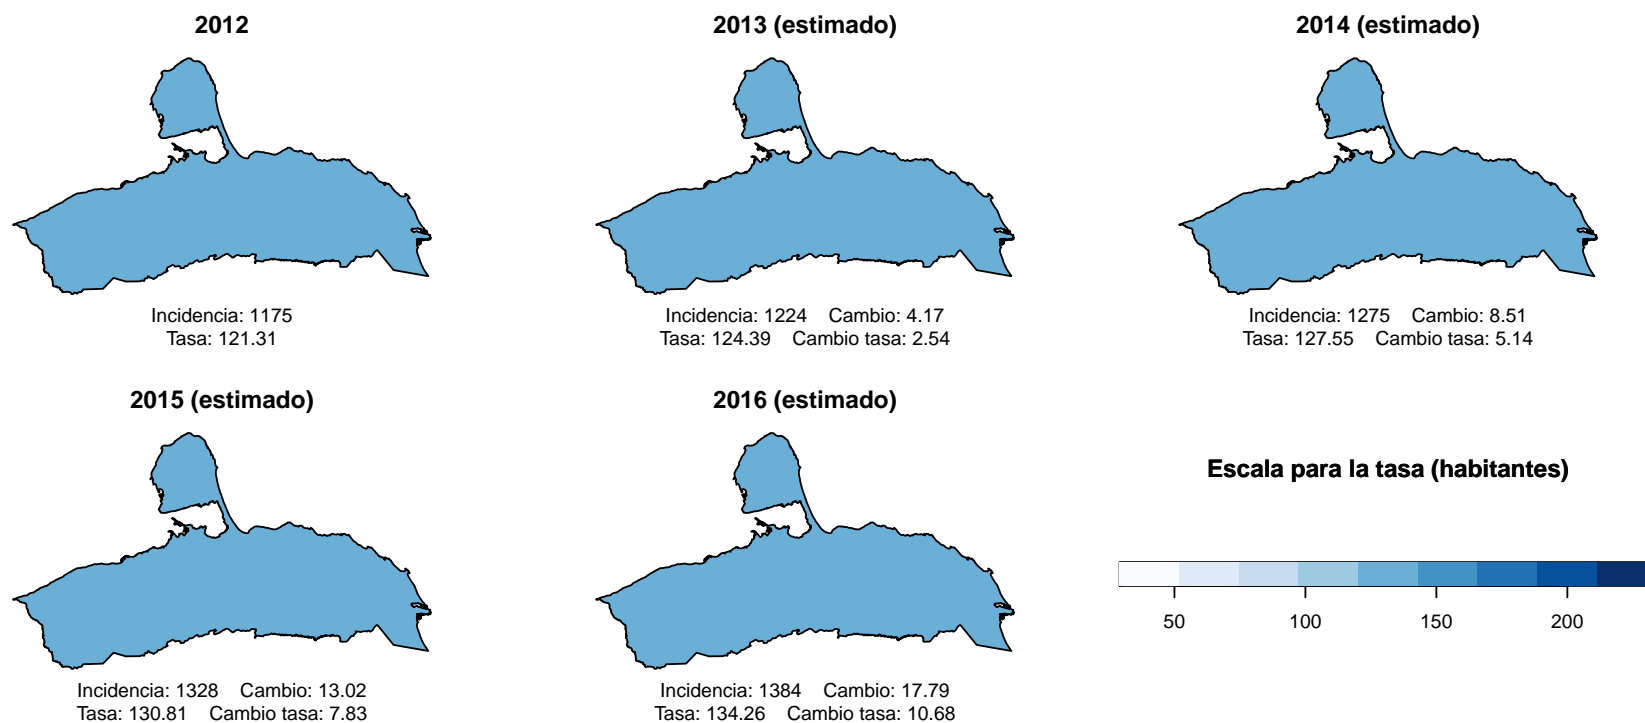 2012
Incidencia: 1175
Tasa: 121.31
2013 (estimado)
Incidencia: 1224 Cambio: 4.17
Tasa: 124.39 Cambio tasa: 2.54
2014 (estimado)
Incidencia: 1275 Cambio: 8.51
Tasa: 127.55 Cambio tasa: 5.14
2015 (estimado)
Incidencia: 1328 Cambio: 13.02
Tasa: 130.81 Cambio tasa: 7.83
2016 (estimado)
Incidencia: 1384 Cambio: 17.79
Tasa: 134.26 Cambio tasa: 10.68
Escala para la tasa (habitantes)
50 100 150 200